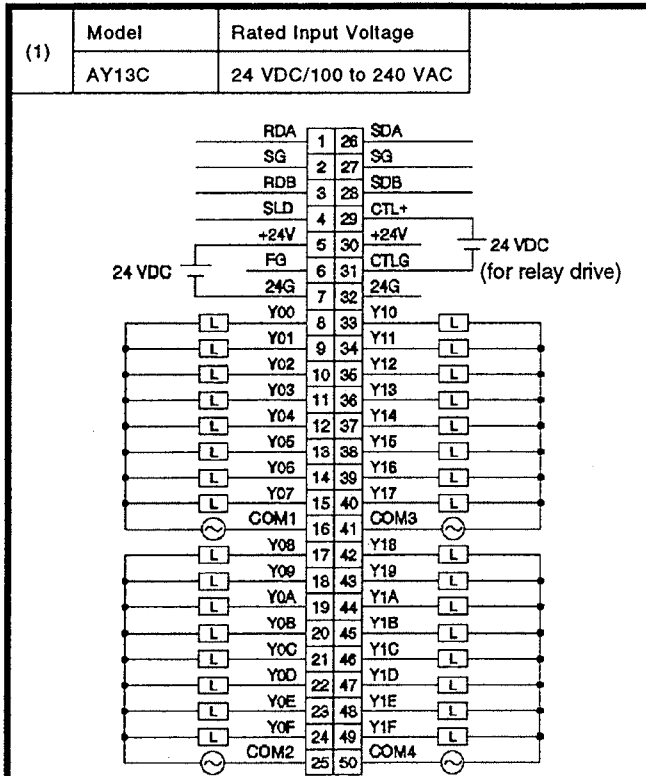 (1) Model Rated Input Voltage
AY13C 24 VDC/100 to 240 VAC
RDA 1 26 SDA
SG 2 27 SG
RDB 3 28 SDB
SLD 4 29 CTL+
+24V 5 30 +24V
24 VDC FG 6 31 CTLG 24 VDC
(for relay drive)
24G 7 32 24G
L Y00 8 33 Y10 L
L Y01 9 34 Y11 L
L Y02 10 35 Y12 L
L Y03 11 36 Y13 L
L Y04 12 37 Y14 L
L Y05 13 38 Y15 L
L Y06 14 39 Y16 L
L Y07 15 40 Y17 L
COM1 16 41 COM3
L Y08 17 42 Y18 L
L Y09 18 43 Y19 L
L Y0A 19 44 Y1A L
L Y0B 20 45 Y1B L
L Y0C 21 46 Y1C L
L Y0D 22 47 Y1D L
L Y0E 23 48 Y1E L
L Y0F 24 49 Y1F L
COM2 25 50 COM4